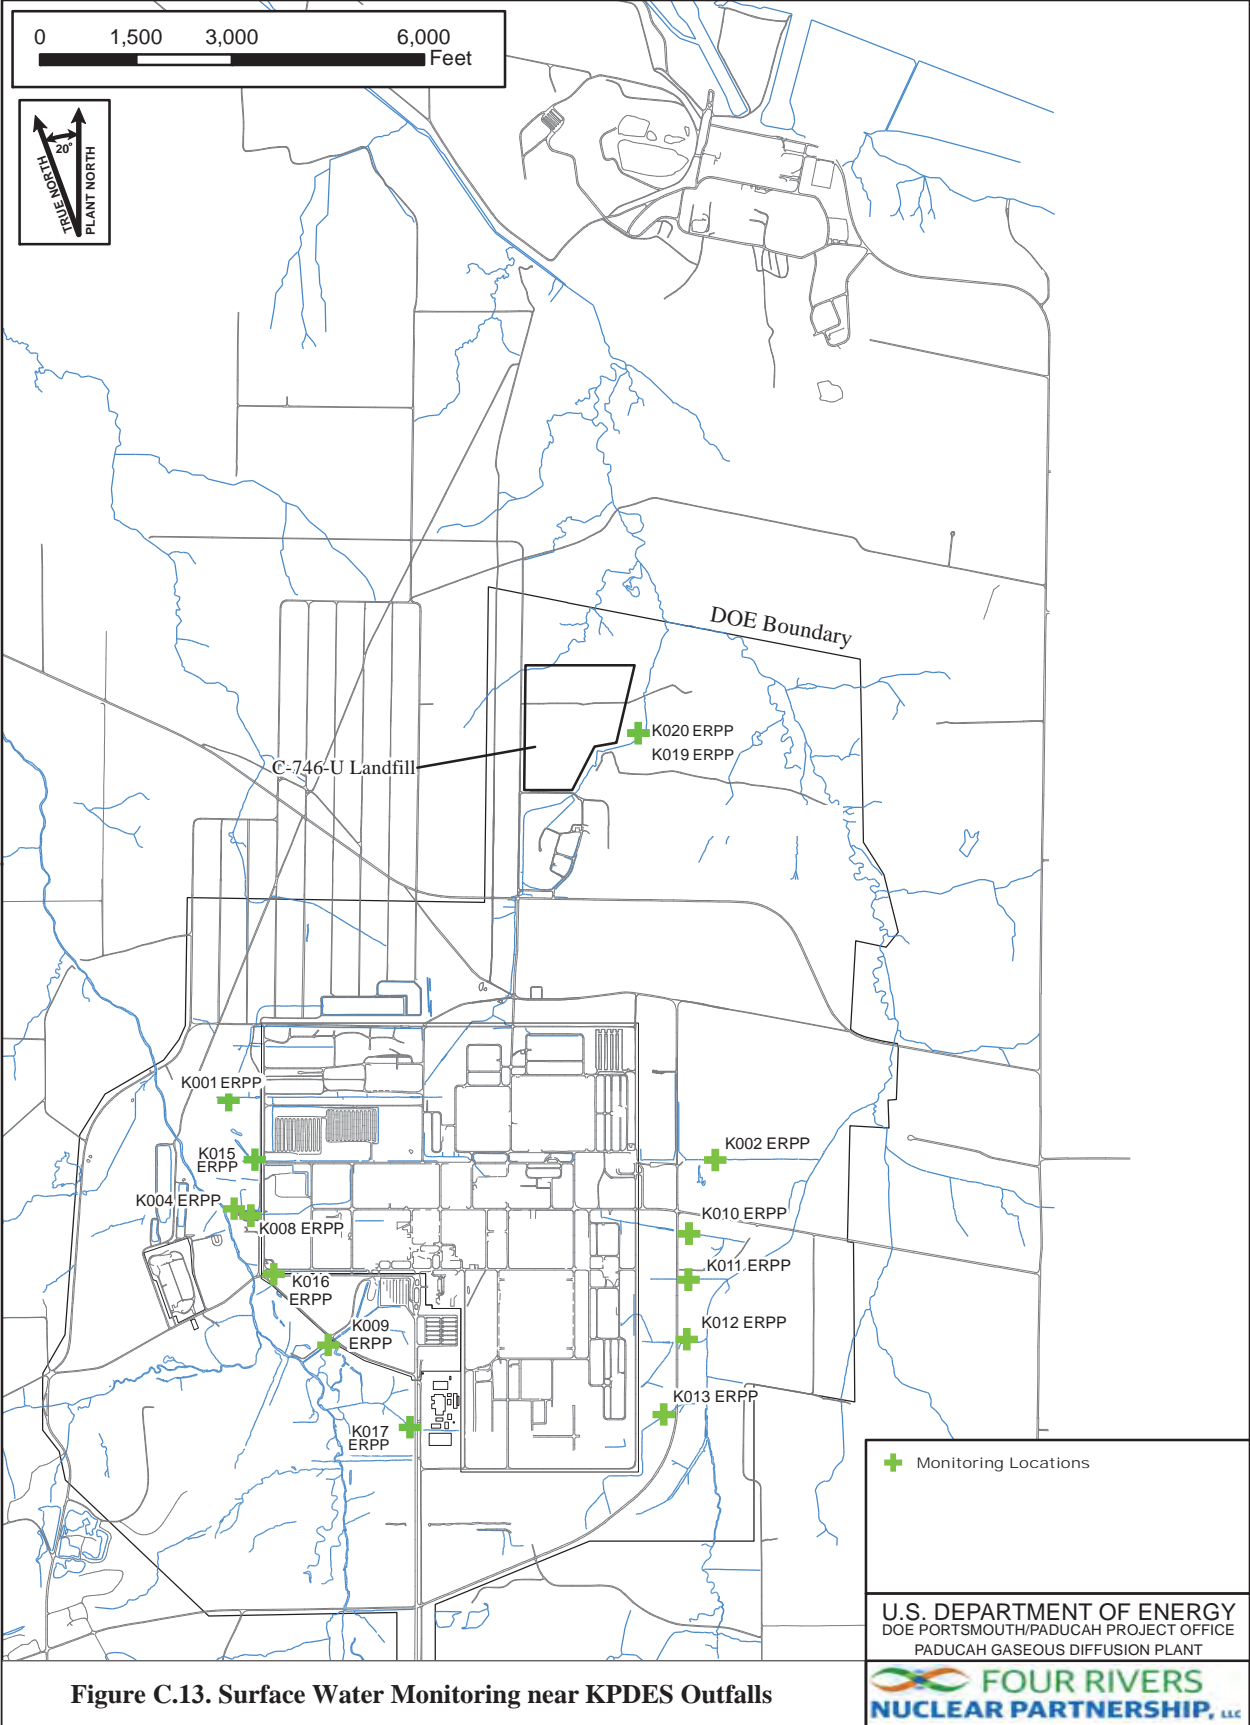 0 1,500 3,000 6,000
Feet
20°
TRUE NORTH
PLANT NORTH
DOE Boundary
K020 ERPP
K019 ERPP
C-746-U Landfill
K001 ERPP
K015
ERPP
K002 ERPP
K004 ERPP
K008 ERPP
K010 ERPP
K011 ERPP
K016
ERPP
K009
ERPP
K012 ERPP
K013 ERPP
K017
ERPP
Monitoring Locations
U.S. DEPARTMENT OF ENERGY
DOE PORTSMOUTH/PADUCAH PROJECT OFFICE
PADUCAH GASEOUS DIFFUSION PLANT
FOUR RIVERS
NUCLEAR PARTNERSHIP, LLC
Figure C.13. Surface Water Monitoring near KPDES Outfalls